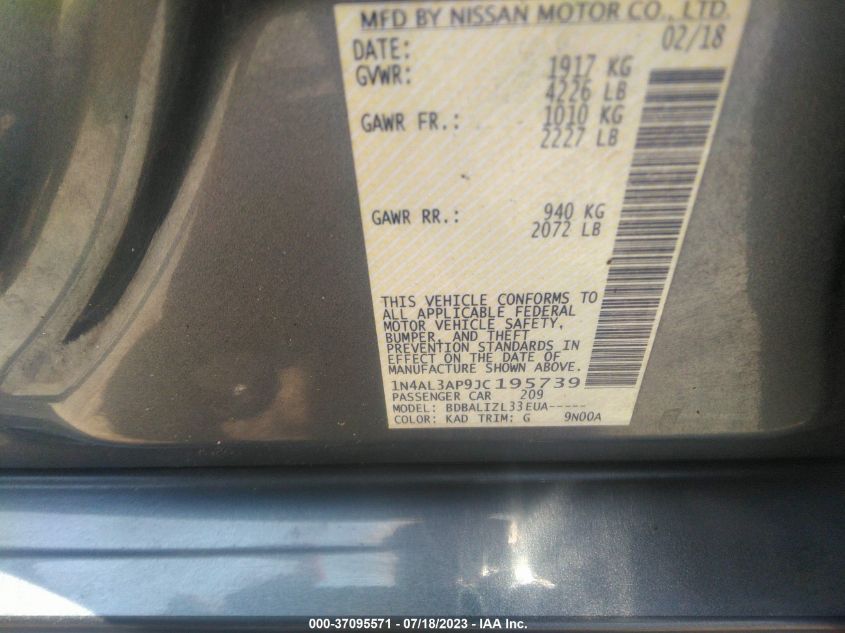 MFD BY NISSAN MOTOR CO., LTD.
DATE: 02/18
GVWR: 1917 KG
4226 LB
GAWR FR.: 1010 KG
2227 LB
GAWR RR.: 940 KG
2072 LB
THIS VEHICLE CONFORMS TO
ALL APPLICABLE FEDERAL
MOTOR VEHICLE SAFETY,
BUMPER, AND THEFT
PREVENTION STANDARDS IN
EFFECT ON THE DATE OF
MANUFACTURE SHOWN ABOVE.
1N4AL3AP9JC195739
PASSENGER CAR 209
MODEL: BDBALIZL33EUA-----
COLOR: KAD TRIM: G 9N00A
000-37095571 - 07/18/2023 - IAA Inc.